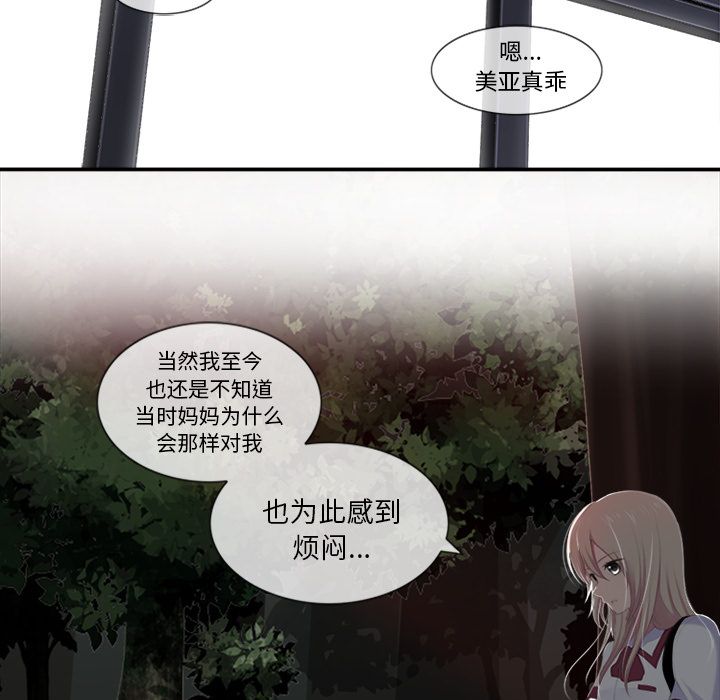 嗯...
美亚真乖
当然我至今
也还是不知道
当时妈妈为什么
会那样对我
也为此感到
烦闷...